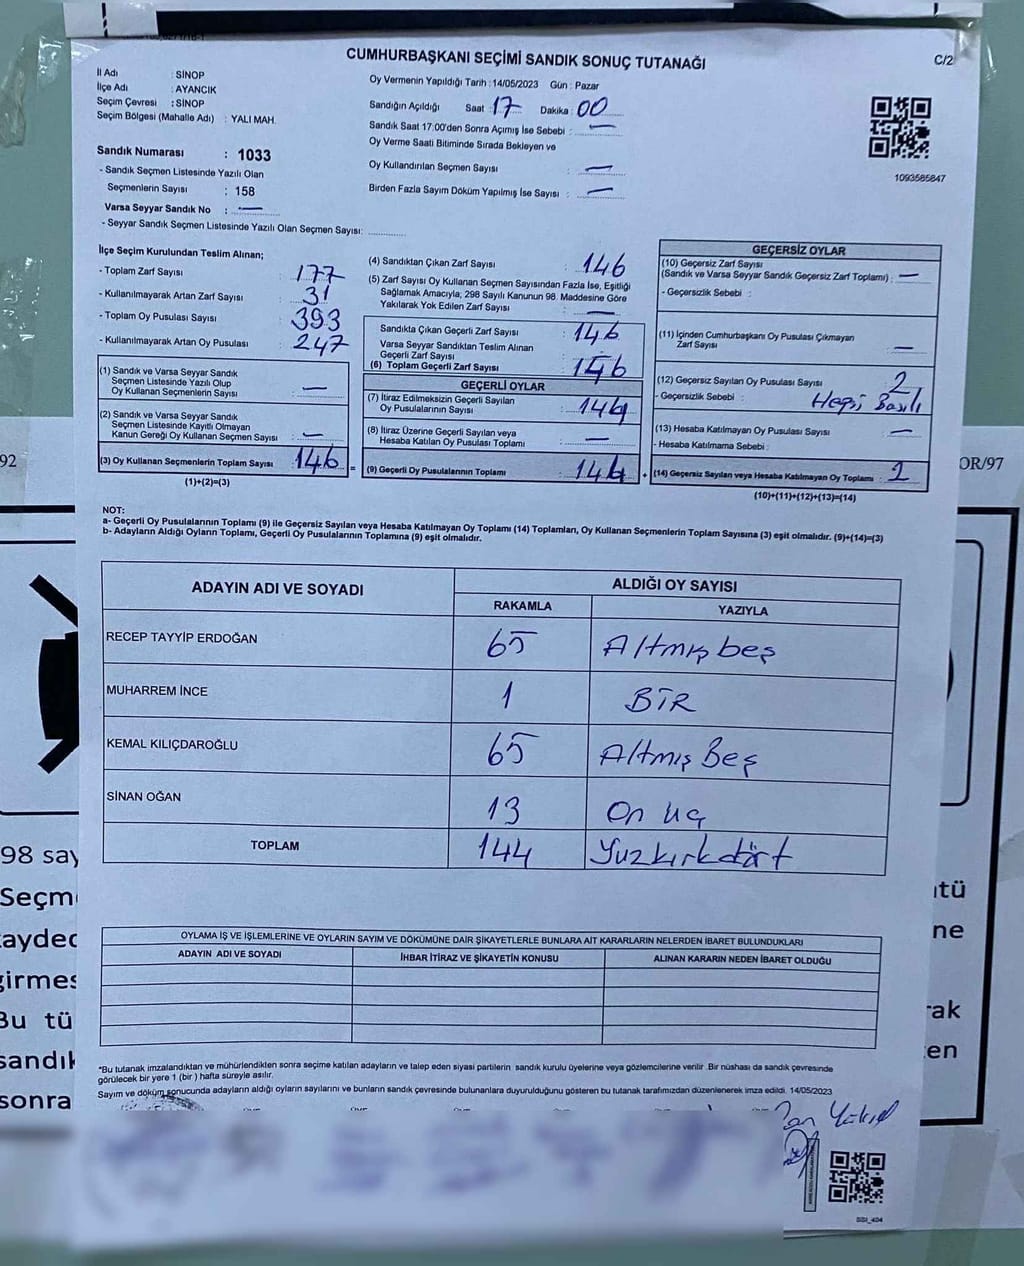 CUMHURBAŞKANI SEÇİMİ SANDIK SONUÇ TUTANAĞI
C/2
İl Adı : SİNOP
İlçe Adı : AYANCIK
Seçim Çevresi : SİNOP
Seçim Bölgesi (Mahalle Adı) : YALI MAH.
Sandık Numarası : 1033
- Sandık Seçmen Listesinde Yazılı Olan
Seçmenlerin Sayısı : 158
Varsa Seyyar Sandık No : —
- Seyyar Sandık Seçmen Listesinde Yazılı Olan Seçmen Sayısı: ............
Oy Vermenin Yapıldığı Tarih : 14/05/2023 Gün : Pazar
Sandığın Açıldığı Saat : 17 Dakika : 00
Sandık Saat 17:00'den Sonra Açımış İse Sebebi : —
Oy Verme Saati Bitiminde Sırada Bekleyen ve
Oy Kullandırılan Seçmen Sayısı : —
Birden Fazla Sayım Döküm Yapılmış İse Sayısı : —
1093585847
İlçe Seçim Kurulundan Teslim Alınan;
- Toplam Zarf Sayısı : 177
- Kullanılmayarak Artan Zarf Sayısı : 31
- Toplam Oy Pusulası Sayısı : 393
- Kullanılmayarak Artan Oy Pusulası : 247
(1) Sandık ve Varsa Seyyar Sandık
Seçmen Listesinde Yazılı Olup
Oy Kullanan Seçmenlerin Sayısı : —
(2) Sandık ve Varsa Seyyar Sandık
Seçmen Listesinde Kayıtlı Olmayan
Kanun Gereği Oy Kullanan Seçmen Sayısı : —
(3) Oy Kullanan Seçmenlerin Toplam Sayısı : 146 =
(1)+(2)=(3)
(4) Sandıktan Çıkan Zarf Sayısı : 146
(5) Zarf Sayısı Oy Kullanan Seçmen Sayısından Fazla İse, Eşitliği
Sağlamak Amacıyla, 298 Sayılı Kanunun 98. Maddesine Göre
Yakılarak Yok Edilen Zarf Sayısı : —
Sandıkta Çıkan Geçerli Zarf Sayısı : 146
Varsa Seyyar Sandıktan Teslim Alınan
Geçerli Zarf Sayısı : —
(6) Toplam Geçerli Zarf Sayısı : 146
GEÇERLİ OYLAR
(7) İtiraz Edilmeksizin Geçerli Sayılan
Oy Pusulalarının Sayısı : 144
(8) İtiraz Üzerine Geçerli Sayılan veya
Hesaba Katılan Oy Pusulası Toplamı : —
(9) Geçerli Oy Pusulalarının Toplamı : 144 +
GEÇERSİZ OYLAR
(10) Geçersiz Zarf Sayısı
(Sandık ve Varsa Seyyar Sandık Geçersiz Zarf Toplamı) : —
- Geçersizlik Sebebi :
(11) İçinden Cumhurbaşkanı Oy Pusulası Çıkmayan
Zarf Sayısı : —
(12) Geçersiz Sayılan Oy Pusulası Sayısı : 2
- Geçersizlik Sebebi : Hepsi Basılı
(13) Hesaba Katılmayan Oy Pusulası Sayısı : —
- Hesaba Katılmama Sebebi :
(14) Geçersiz Sayılan veya Hesaba Katılmayan Oy Toplamı : 2
(10)+(11)+(12)+(13)=(14)
NOT:
a- Geçerli Oy Pusulalarının Toplamı (9) ile Geçersiz Sayılan veya Hesaba Katılmayan Oy Toplamı (14) Toplamları, Oy Kullanan Seçmenlerin Toplam Sayısına (3) eşit olmalıdır. (9)+(14)=(3)
b- Adayların Aldığı Oyların Toplamı, Geçerli Oy Pusulalarının Toplamına (9) eşit olmalıdır.
ADAYIN ADI VE SOYADI ALDIĞI OY SAYISI
RAKAMLA YAZIYLA
RECEP TAYYİP ERDOĞAN 65 Altmış beş
MUHARREM İNCE 1 BİR
KEMAL KILIÇDAROĞLU 65 Altmış Beş
SİNAN OĞAN 13 On üç
TOPLAM 144 Yuzkırkdört
OYLAMA İŞ VE İŞLEMLERİNE VE OYLARIN SAYIM VE DÖKÜMÜNE DAİR ŞİKAYETLERLE BUNLARA AİT KARARLARIN NELERDEN İBARET BULUNDUKLARI
ADAYIN ADI VE SOYADI İHBAR İTİRAZ VE ŞİKAYETİN KONUSU ALINAN KARARIN NEDEN İBARET OLDUĞU
*Bu tutanak imzalandıktan ve mühürlendikten sonra seçime katılan adayların ve talep eden siyasi partilerin sandık kurulu üyelerine veya gözlemcilerine verilir .Bir nüshası da sandık çevresinde
görülecek bir yere 1 (bir ) hafta süreyle asılır.
Sayım ve döküm sonucunda adayların aldığı oyların sayılarını ve bunların sandık çevresinde bulunanlara duyurulduğunu gösteren bu tutanak tarafımızdan düzenlenerek imza edildi. 14/05/2023
Yüksel
92
OR/97
98 say
Seçm
kaydec
girmes
Bu tü
sandık
sonra
tü
ne
rak
en